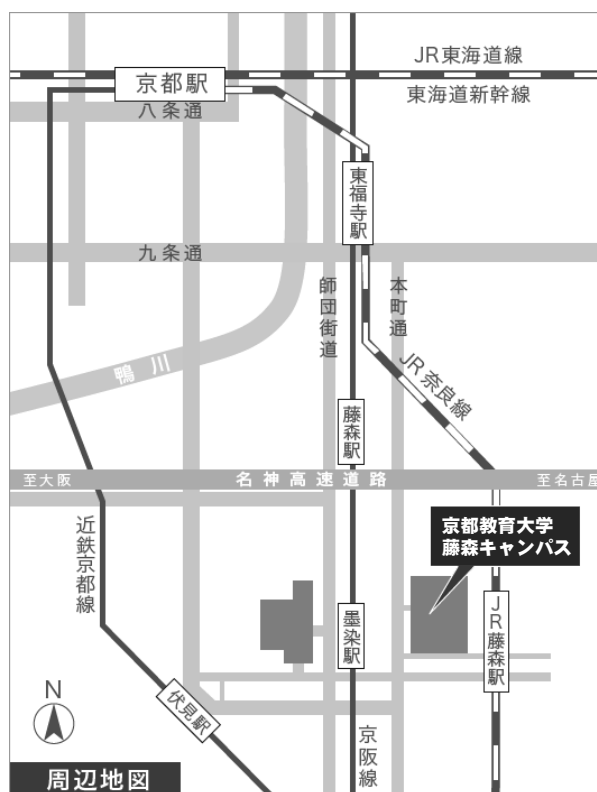 JR東海道線
京都駅
東海道新幹線
八条通
東福寺駅
九条通
師団街道
本町通
鴨川
JR奈良線
藤森駅
至大阪
名神高速道路
至名古屋
京都教育大学
藤森キャンパス
近鉄京都線
墨染駅
JR藤森駅
N
伏見駅
京阪線
周辺地図